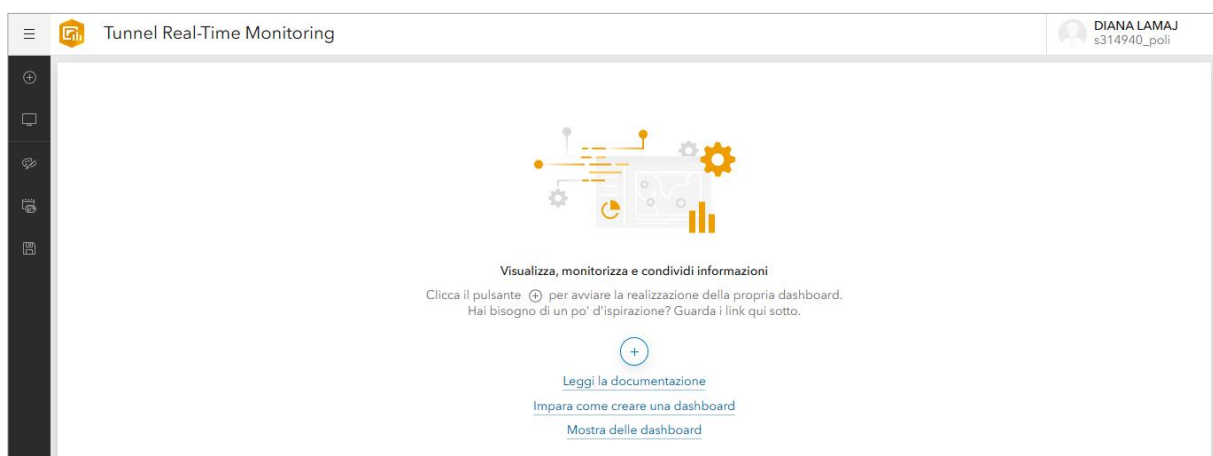 Tunnel Real-Time Monitoring
DIANA LAMAJ
s314940_poli
Visualizza, monitorizza e condividi informazioni
Clicca il pulsante per avviare la realizzazione della propria dashboard.
Hai bisogno di un po' d'ispirazione? Guarda i link qui sotto.
Leggi la documentazione
Impara come creare una dashboard
Mostra delle dashboard